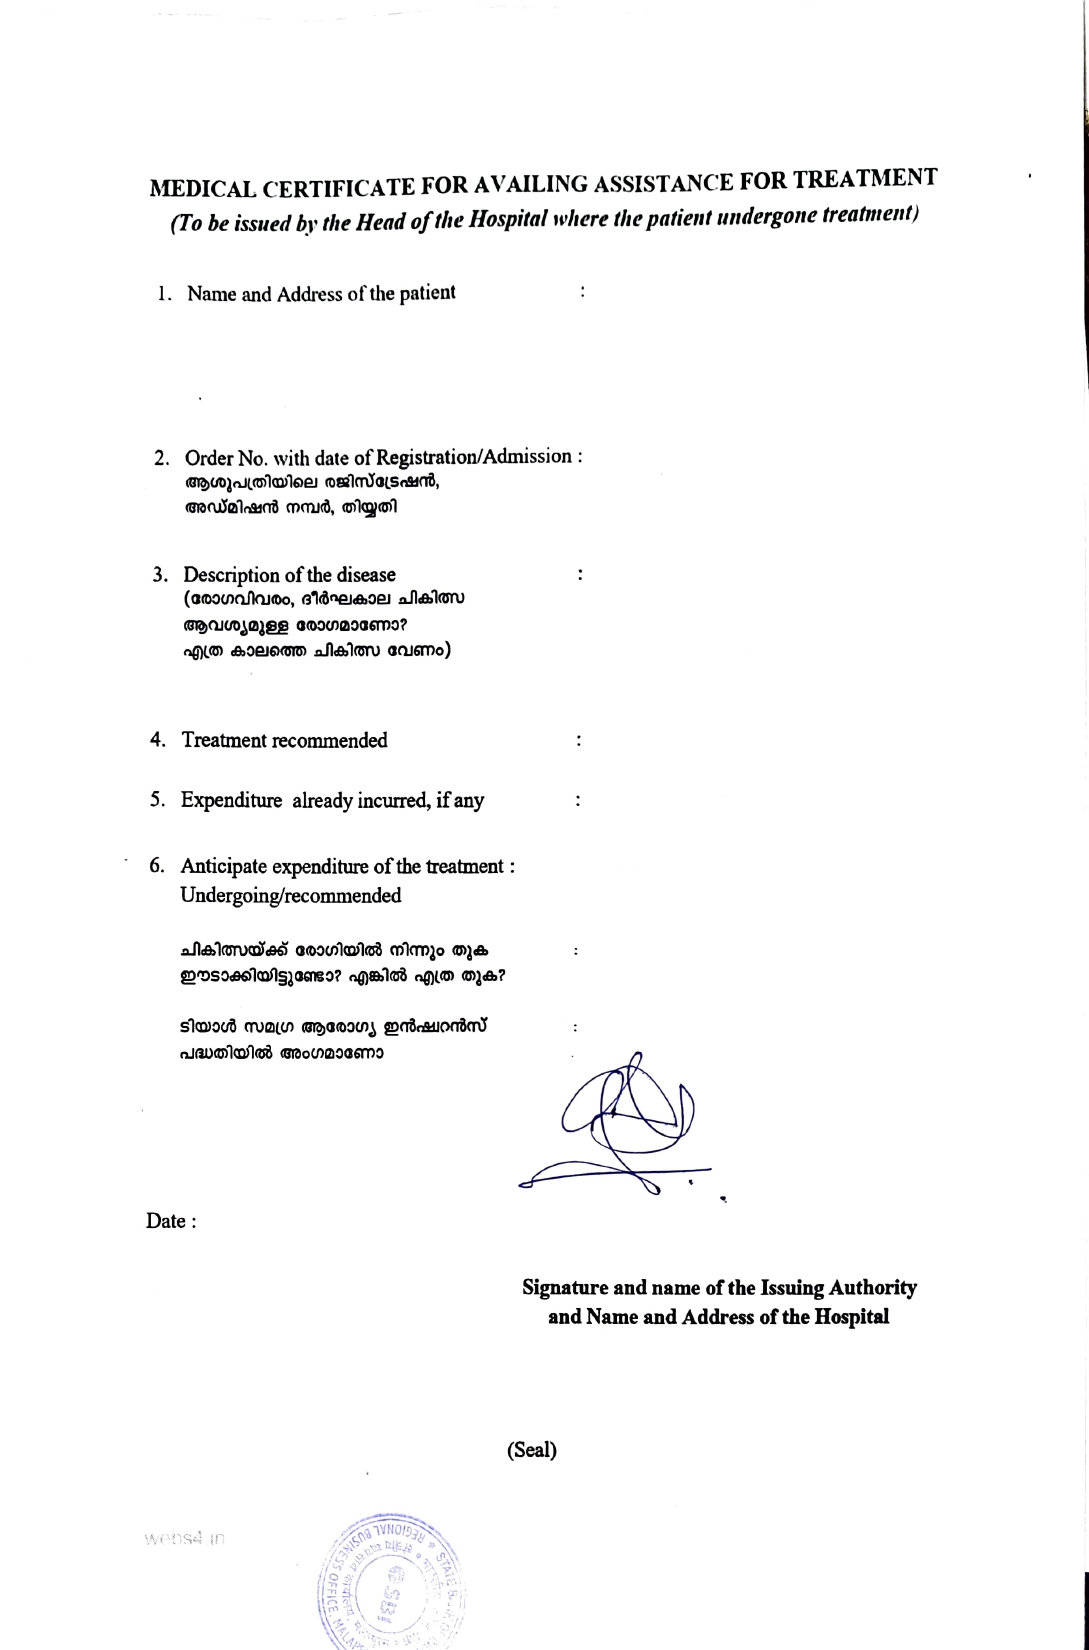 MEDICAL CERTIFICATE FOR AVAILING ASSISTANCE FOR TREATMENT
(To be issued by the Head of the Hospital where the patient undergone treatment)
1. Name and Address of the patient :
2. Order No. with date of Registration/Admission :
ആശുപത്രിയിലെ രജിസ്ട്രേഷൻ,
അഡ്മിഷൻ നമ്പർ, തിയ്യതി
3. Description of the disease :
(രോഗവിവരം, ദീർഘകാല ചികിത്സ
ആവശ്യമുള്ള രോഗമാണോ?
എത്ര കാലത്തെ ചികിത്സ വേണം)
4. Treatment recommended :
5. Expenditure already incurred, if any :
6. Anticipate expenditure of the treatment :
Undergoing/recommended
ചികിത്സയ്ക്ക് രോഗിയിൽ നിന്നും തുക :
ഈടാക്കിയിട്ടുണ്ടോ? എങ്കിൽ എത്ര തുക?
ടിയാൾ സമഗ്ര ആരോഗ്യ ഇൻഷുറൻസ് :
പദ്ധതിയിൽ അംഗമാണോ
Date :
Signature and name of the Issuing Authority
and Name and Address of the Hospital
(Seal)
webs4.in
STATE
REGIONAL BUSINESS OFFICE,
SBI